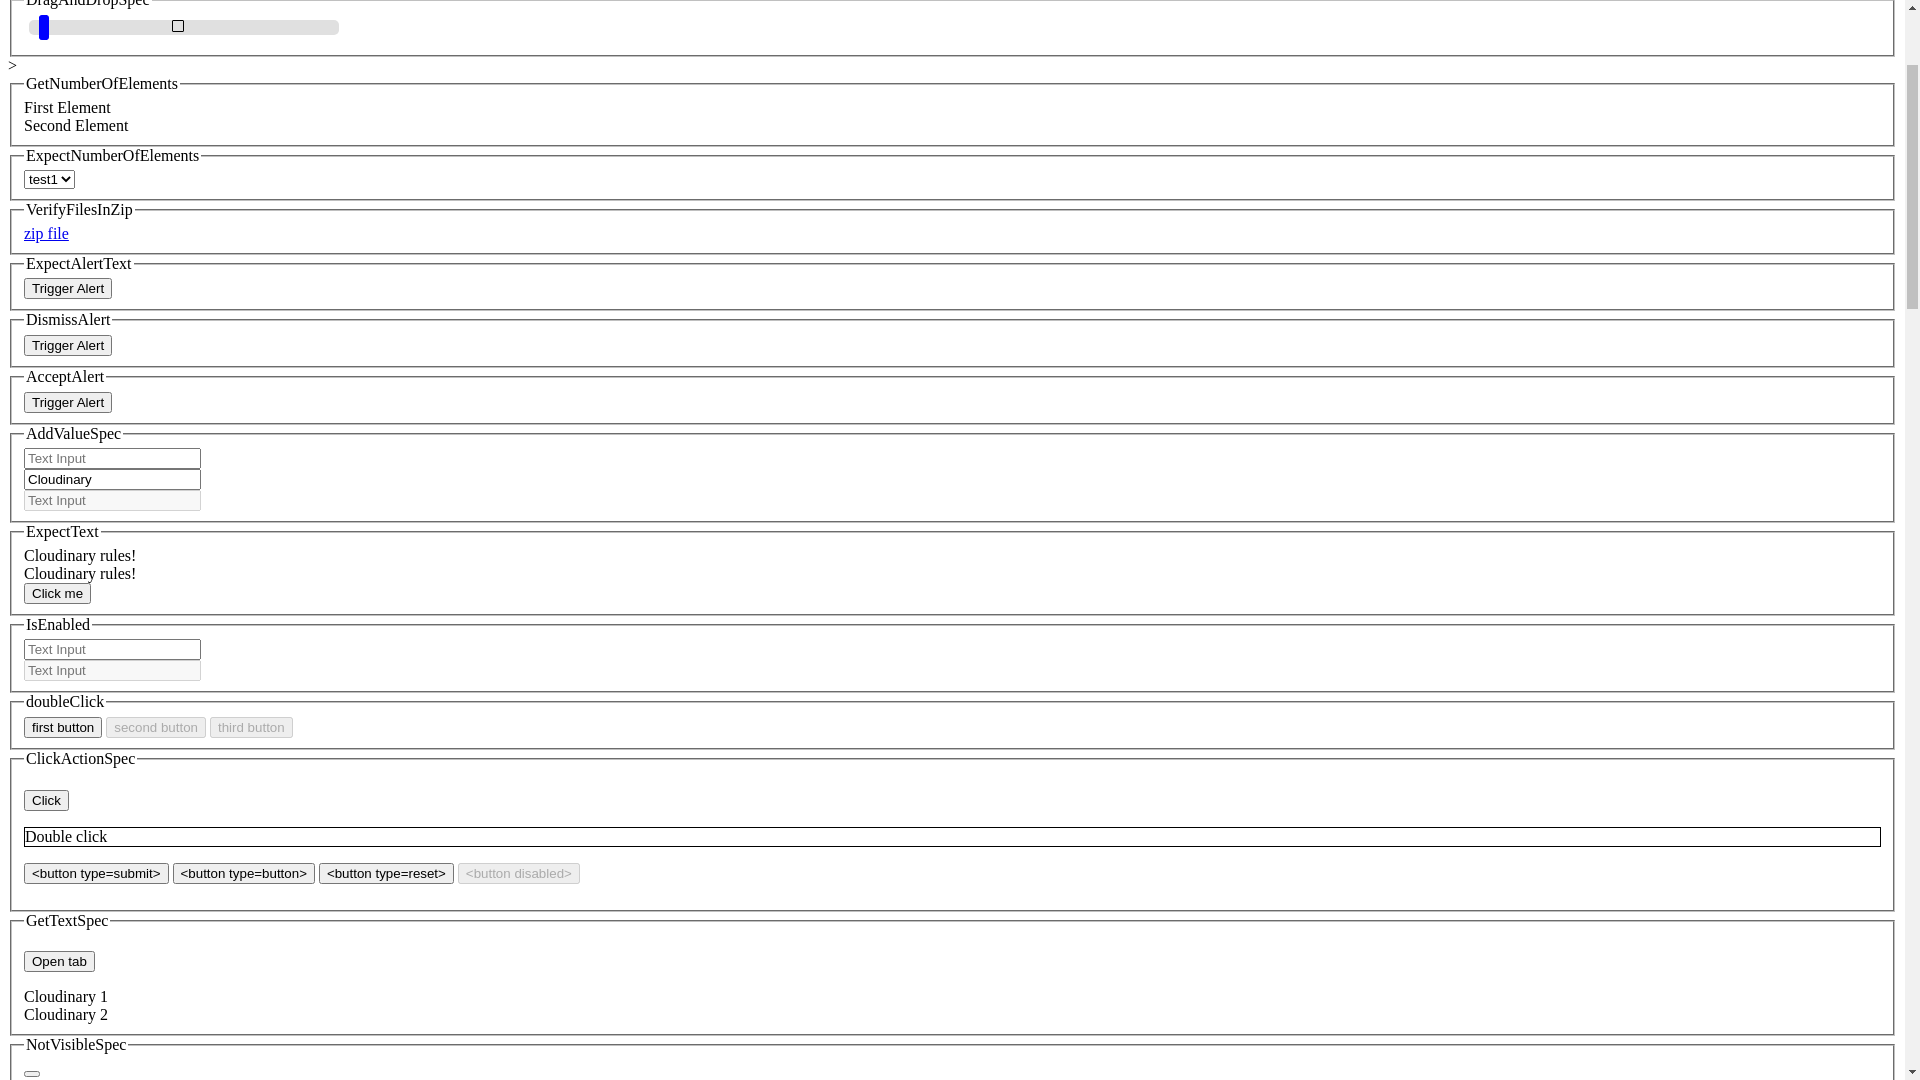 DragAndDropSpec
>
GetNumberOfElements
First Element
Second Element
ExpectNumberOfElements
test1
VerifyFilesInZip
zip file
ExpectAlertText
Trigger Alert
DismissAlert
Trigger Alert
AcceptAlert
Trigger Alert
AddValueSpec
Text Input
Cloudinary
Text Input
ExpectText
Cloudinary rules!
Cloudinary rules!
Click me
IsEnabled
Text Input
Text Input
doubleClick
first button second button third button
ClickActionSpec
Click
Double click
<button type=submit> <button type=button> <button type=reset> <button disabled>
GetTextSpec
Open tab
Cloudinary 1
Cloudinary 2
NotVisibleSpec